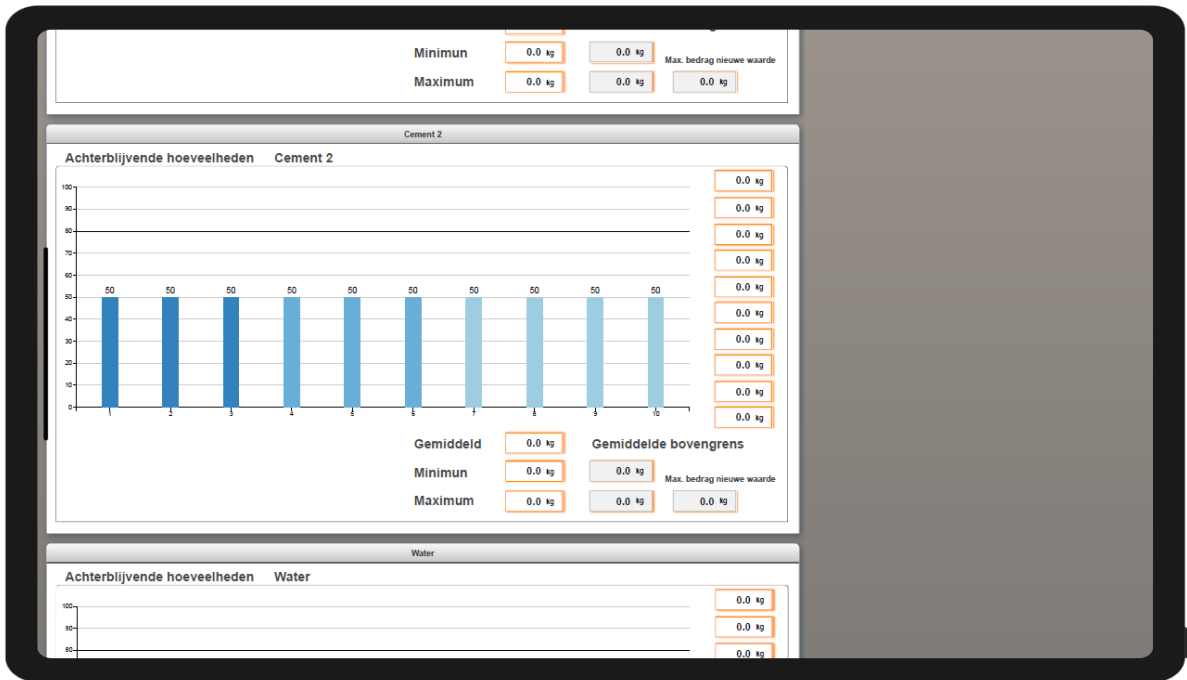 Minimun 0.0 kg 0.0 kg Max. bedrag nieuwe waarde
Maximum 0.0 kg 0.0 kg 0.0 kg
Cement 2
Achterblijvende hoeveelheden Cement 2
0.0 kg
100
90
0.0 kg
80
0.0 kg
70
0.0 kg
60
0.0 kg
50 50 50 50 50 50 50 50 50 50
50
0.0 kg
40
0.0 kg
30
20
0.0 kg
10
0.0 kg
0
1 2 3 4 5 6 7 8 9 10
0.0 kg
Gemiddeld 0.0 kg Gemiddelde bovengrens
Minimun 0.0 kg 0.0 kg Max. bedrag nieuwe waarde
Maximum 0.0 kg 0.0 kg 0.0 kg
Water
Achterblijvende hoeveelheden Water
0.0 kg
100
90
0.0 kg
80
0.0 kg